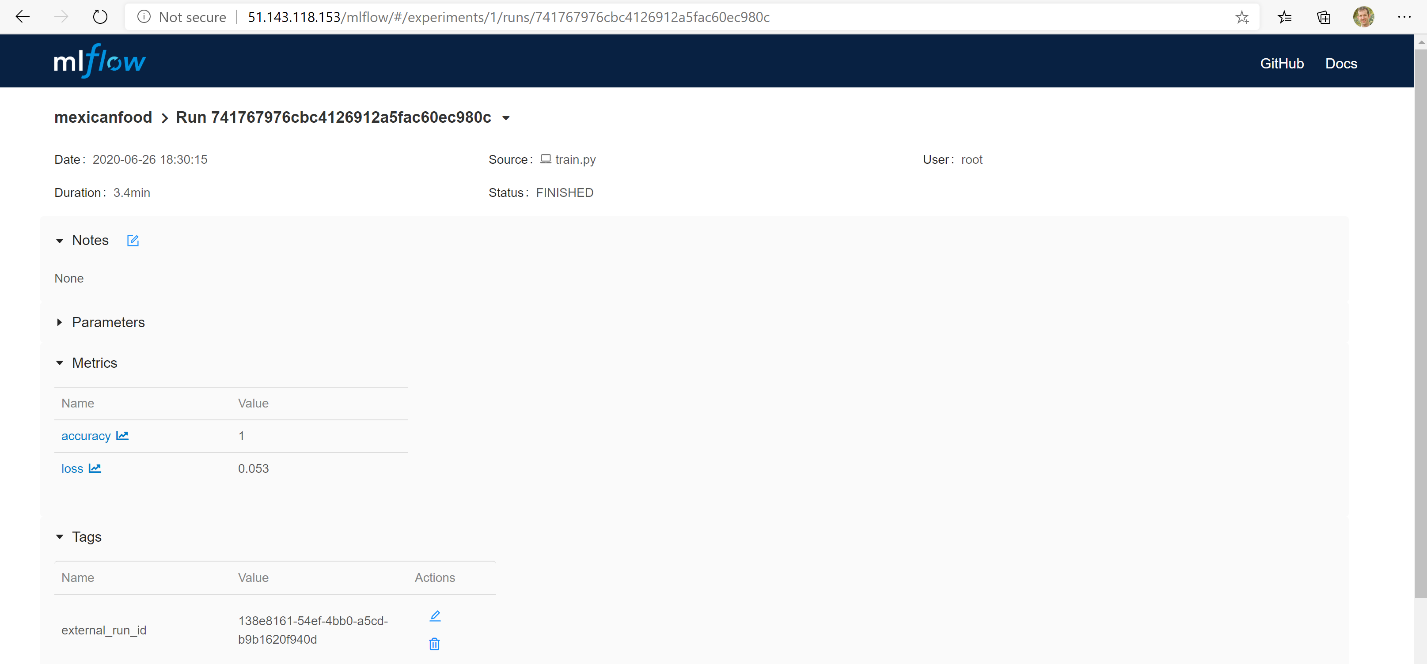 Not secure 51.143.118.153/mlflow/#/experiments/1/runs/741767976cbc4126912a5fac60ec980c
mlflow GitHub Docs
mexicanfood > Run 741767976cbc4126912a5fac60ec980c
Date: 2020-06-26 18:30:15 Source: train.py User: root
Duration: 3.4min Status: FINISHED
Notes
None
Parameters
Metrics
Name Value
accuracy 1
loss 0.053
Tags
Name Value Actions
external_run_id 138e8161-54ef-4bb0-a5cd-
b9b1620f940d